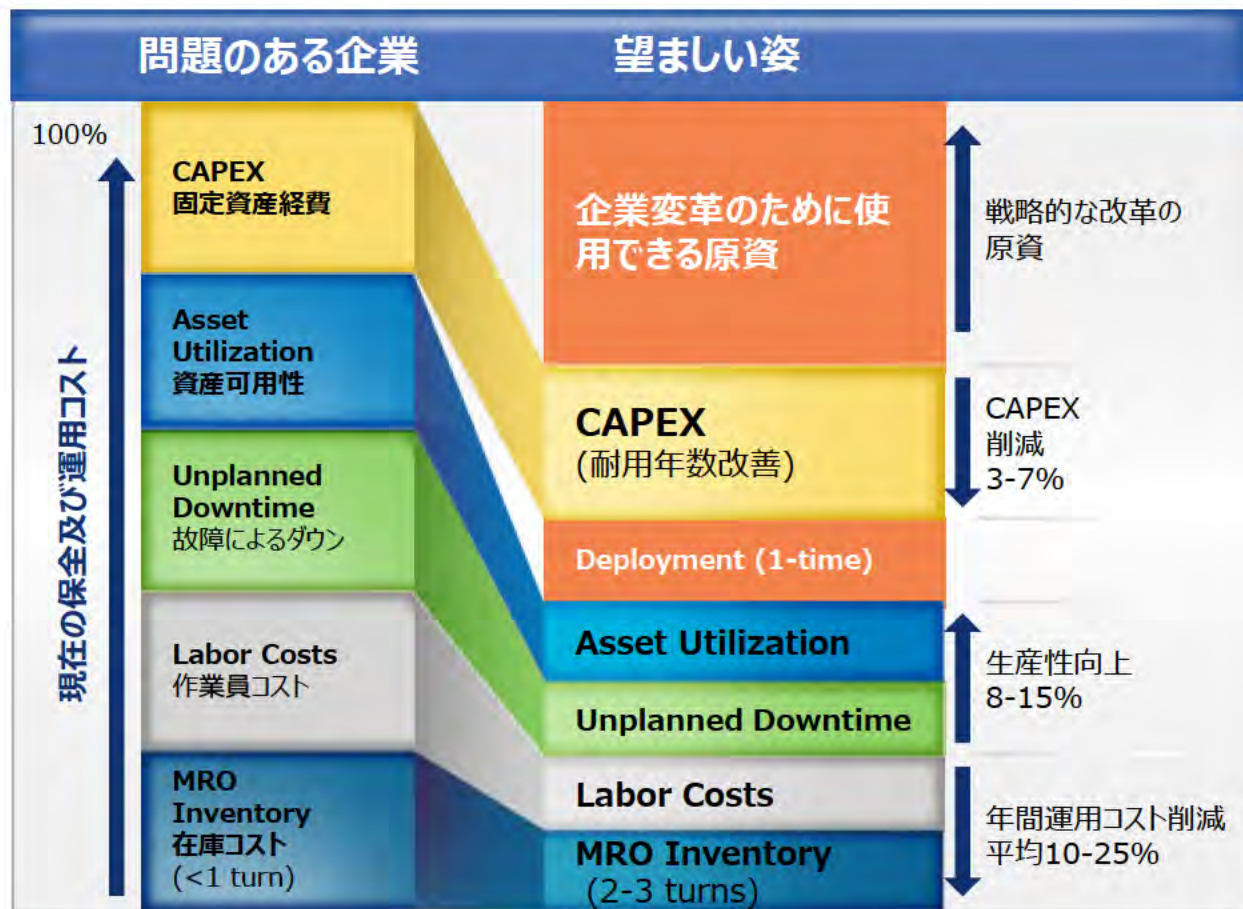 問題のある企業
望ましい姿
100%
現在の保全及び運用コスト
CAPEX
固定資産経費
Asset
Utilization
資産可用性
Unplanned
Downtime
故障によるダウン
Labor Costs
作業員コスト
MRO
Inventory
在庫コスト
(<1 turn)
企業変革のために使
用できる原資
CAPEX
(耐用年数改善)
Deployment (1-time)
Asset Utilization
Unplanned Downtime
Labor Costs
MRO Inventory
(2-3 turns)
戦略的な改革の
原資
CAPEX
削減
3-7%
生産性向上
8-15%
年間運用コスト削減
平均10-25%